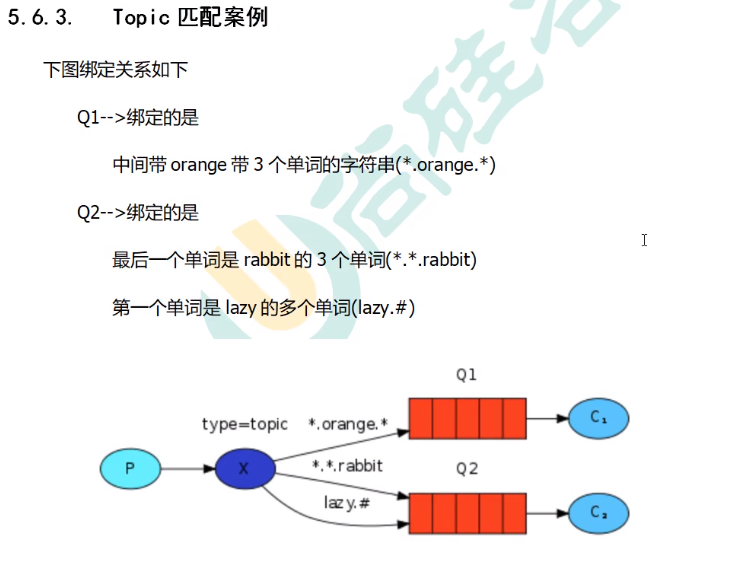 5.6.3. Topic 匹配案例
下图绑定关系如下
Q1-->绑定的是
中间带 orange 带 3 个单词的字符串(*.orange.*)
Q2-->绑定的是
最后一个单词是 rabbit 的 3 个单词(*.*.rabbit)
第一个单词是 lazy 的多个单词(lazy.#)
Q1
type=topic
*.orange.*
C₁
P
X
*.*.rabbit
Q2
lazy.#
C₂